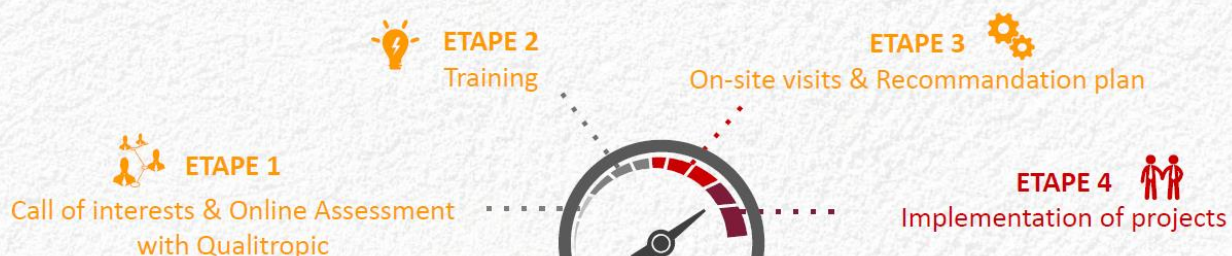 ETAPE 1
Call of interests & Online Assessment
with Qualitropic
ETAPE 2
Training
ETAPE 3
On-site visits & Recommandation plan
ETAPE 4
Implementation of projects